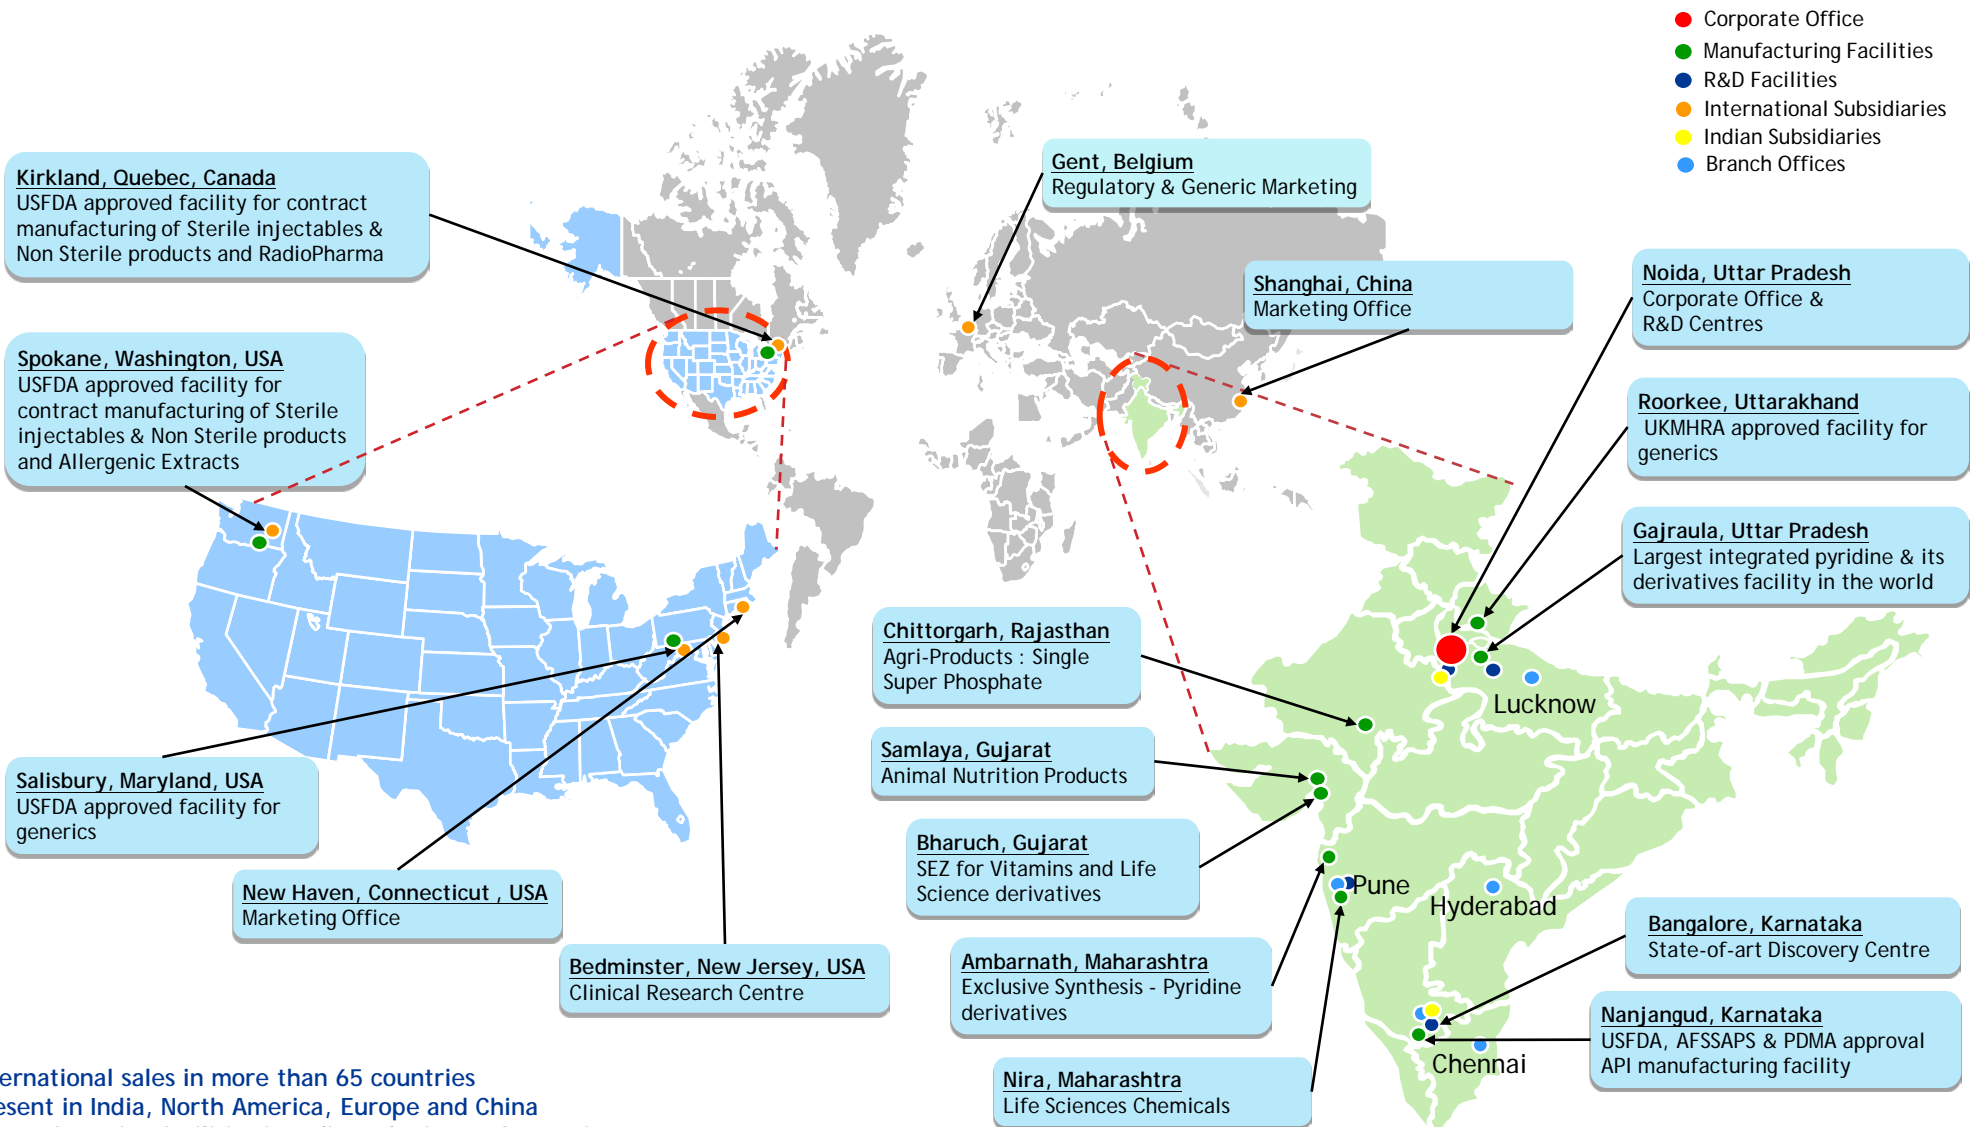 Corporate Office
Manufacturing Facilities
R&D Facilities
International Subsidiaries
Indian Subsidiaries
Branch Offices
Kirkland, Quebec, Canada
USFDA approved facility for contract
manufacturing of Sterile injectables &
Non Sterile products and RadioPharma
Gent, Belgium
Regulatory & Generic Marketing
Shanghai, China
Marketing Office
Noida, Uttar Pradesh
Corporate Office &
R&D Centres
Spokane, Washington, USA
USFDA approved facility for
contract manufacturing of Sterile
injectables & Non Sterile products
and Allergenic Extracts
Roorkee, Uttarakhand
UKMHRA approved facility for
generics
Gajraula, Uttar Pradesh
Largest integrated pyridine & its
derivatives facility in the world
Chittorgarh, Rajasthan
Agri-Products : Single
Super Phosphate
Lucknow
Samlaya, Gujarat
Animal Nutrition Products
Salisbury, Maryland, USA
USFDA approved facility for
generics
Bharuch, Gujarat
SEZ for Vitamins and Life
Science derivatives
Pune
Hyderabad
New Haven, Connecticut , USA
Marketing Office
Bedminster, New Jersey, USA
Clinical Research Centre
Ambarnath, Maharashtra
Exclusive Synthesis - Pyridine
derivatives
Bangalore, Karnataka
State-of-art Discovery Centre
Nanjangud, Karnataka
USFDA, AFSSAPS & PDMA approval
API manufacturing facility
Chennai
Nira, Maharashtra
Life Sciences Chemicals
ernational sales in more than 65 countries
esent in India, North America, Europe and China